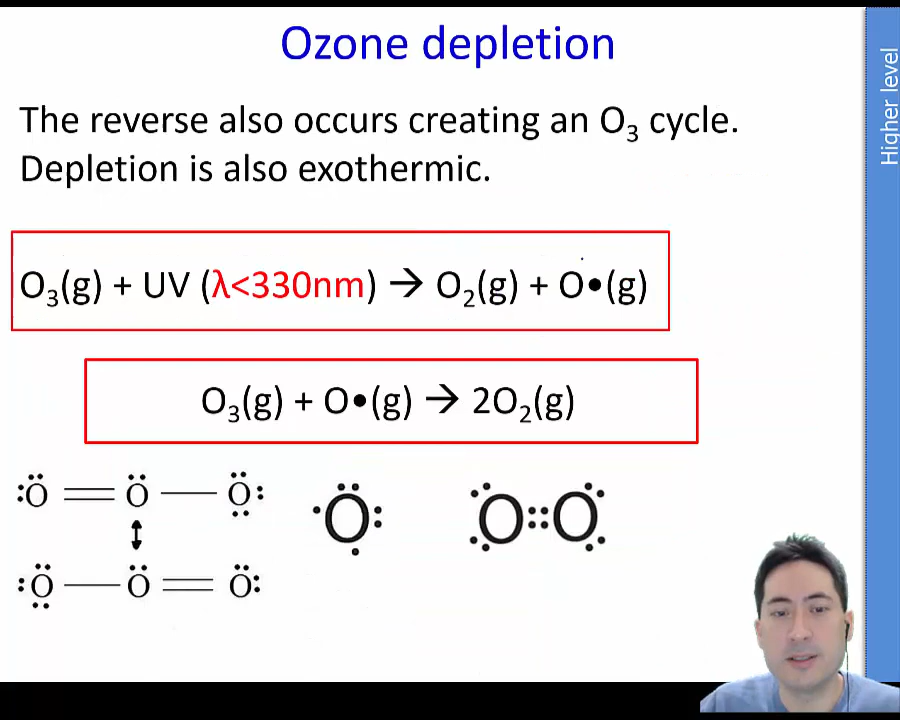 Ozone depletion
Higher level
The reverse also occurs creating an O₃ cycle.
Depletion is also exothermic.
O₃(g) + UV (λ<330nm) → O₂(g) + O•(g)
O₃(g) + O•(g) → 2O₂(g)
:Ö = Ö — Ö:
↕
:Ö — Ö = Ö:
·Ö:
O::O